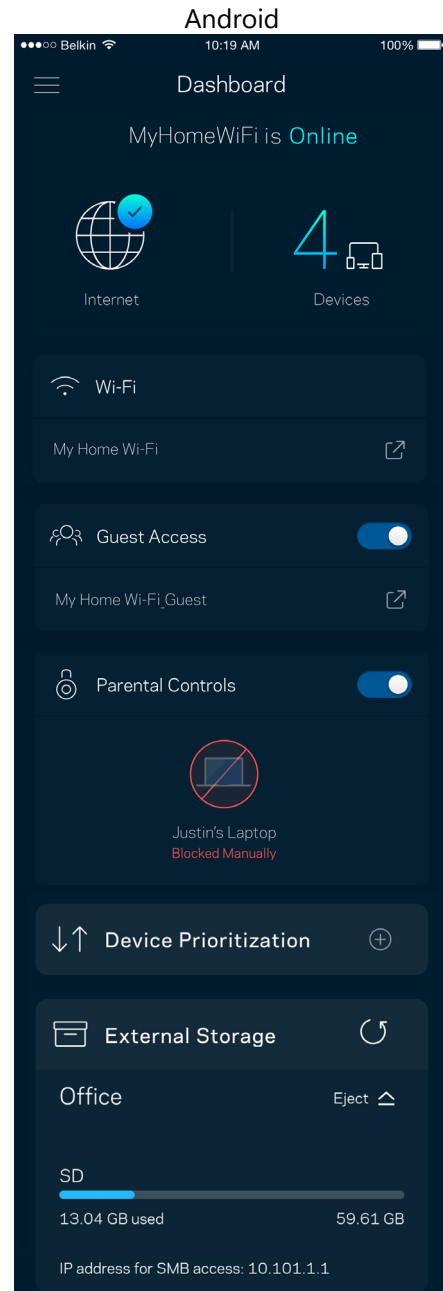 Android
Belkin 10:19 AM 100%
Dashboard
MyHomeWiFi is Online
4
Internet Devices
Wi-Fi
My Home Wi-Fi
Guest Access
My Home Wi-Fi_Guest
Parental Controls
Justin's Laptop
Blocked Manually
Device Prioritization
External Storage
Office Eject
SD
13.04 GB used 59.61 GB
IP address for SMB access: 10.101.1.1